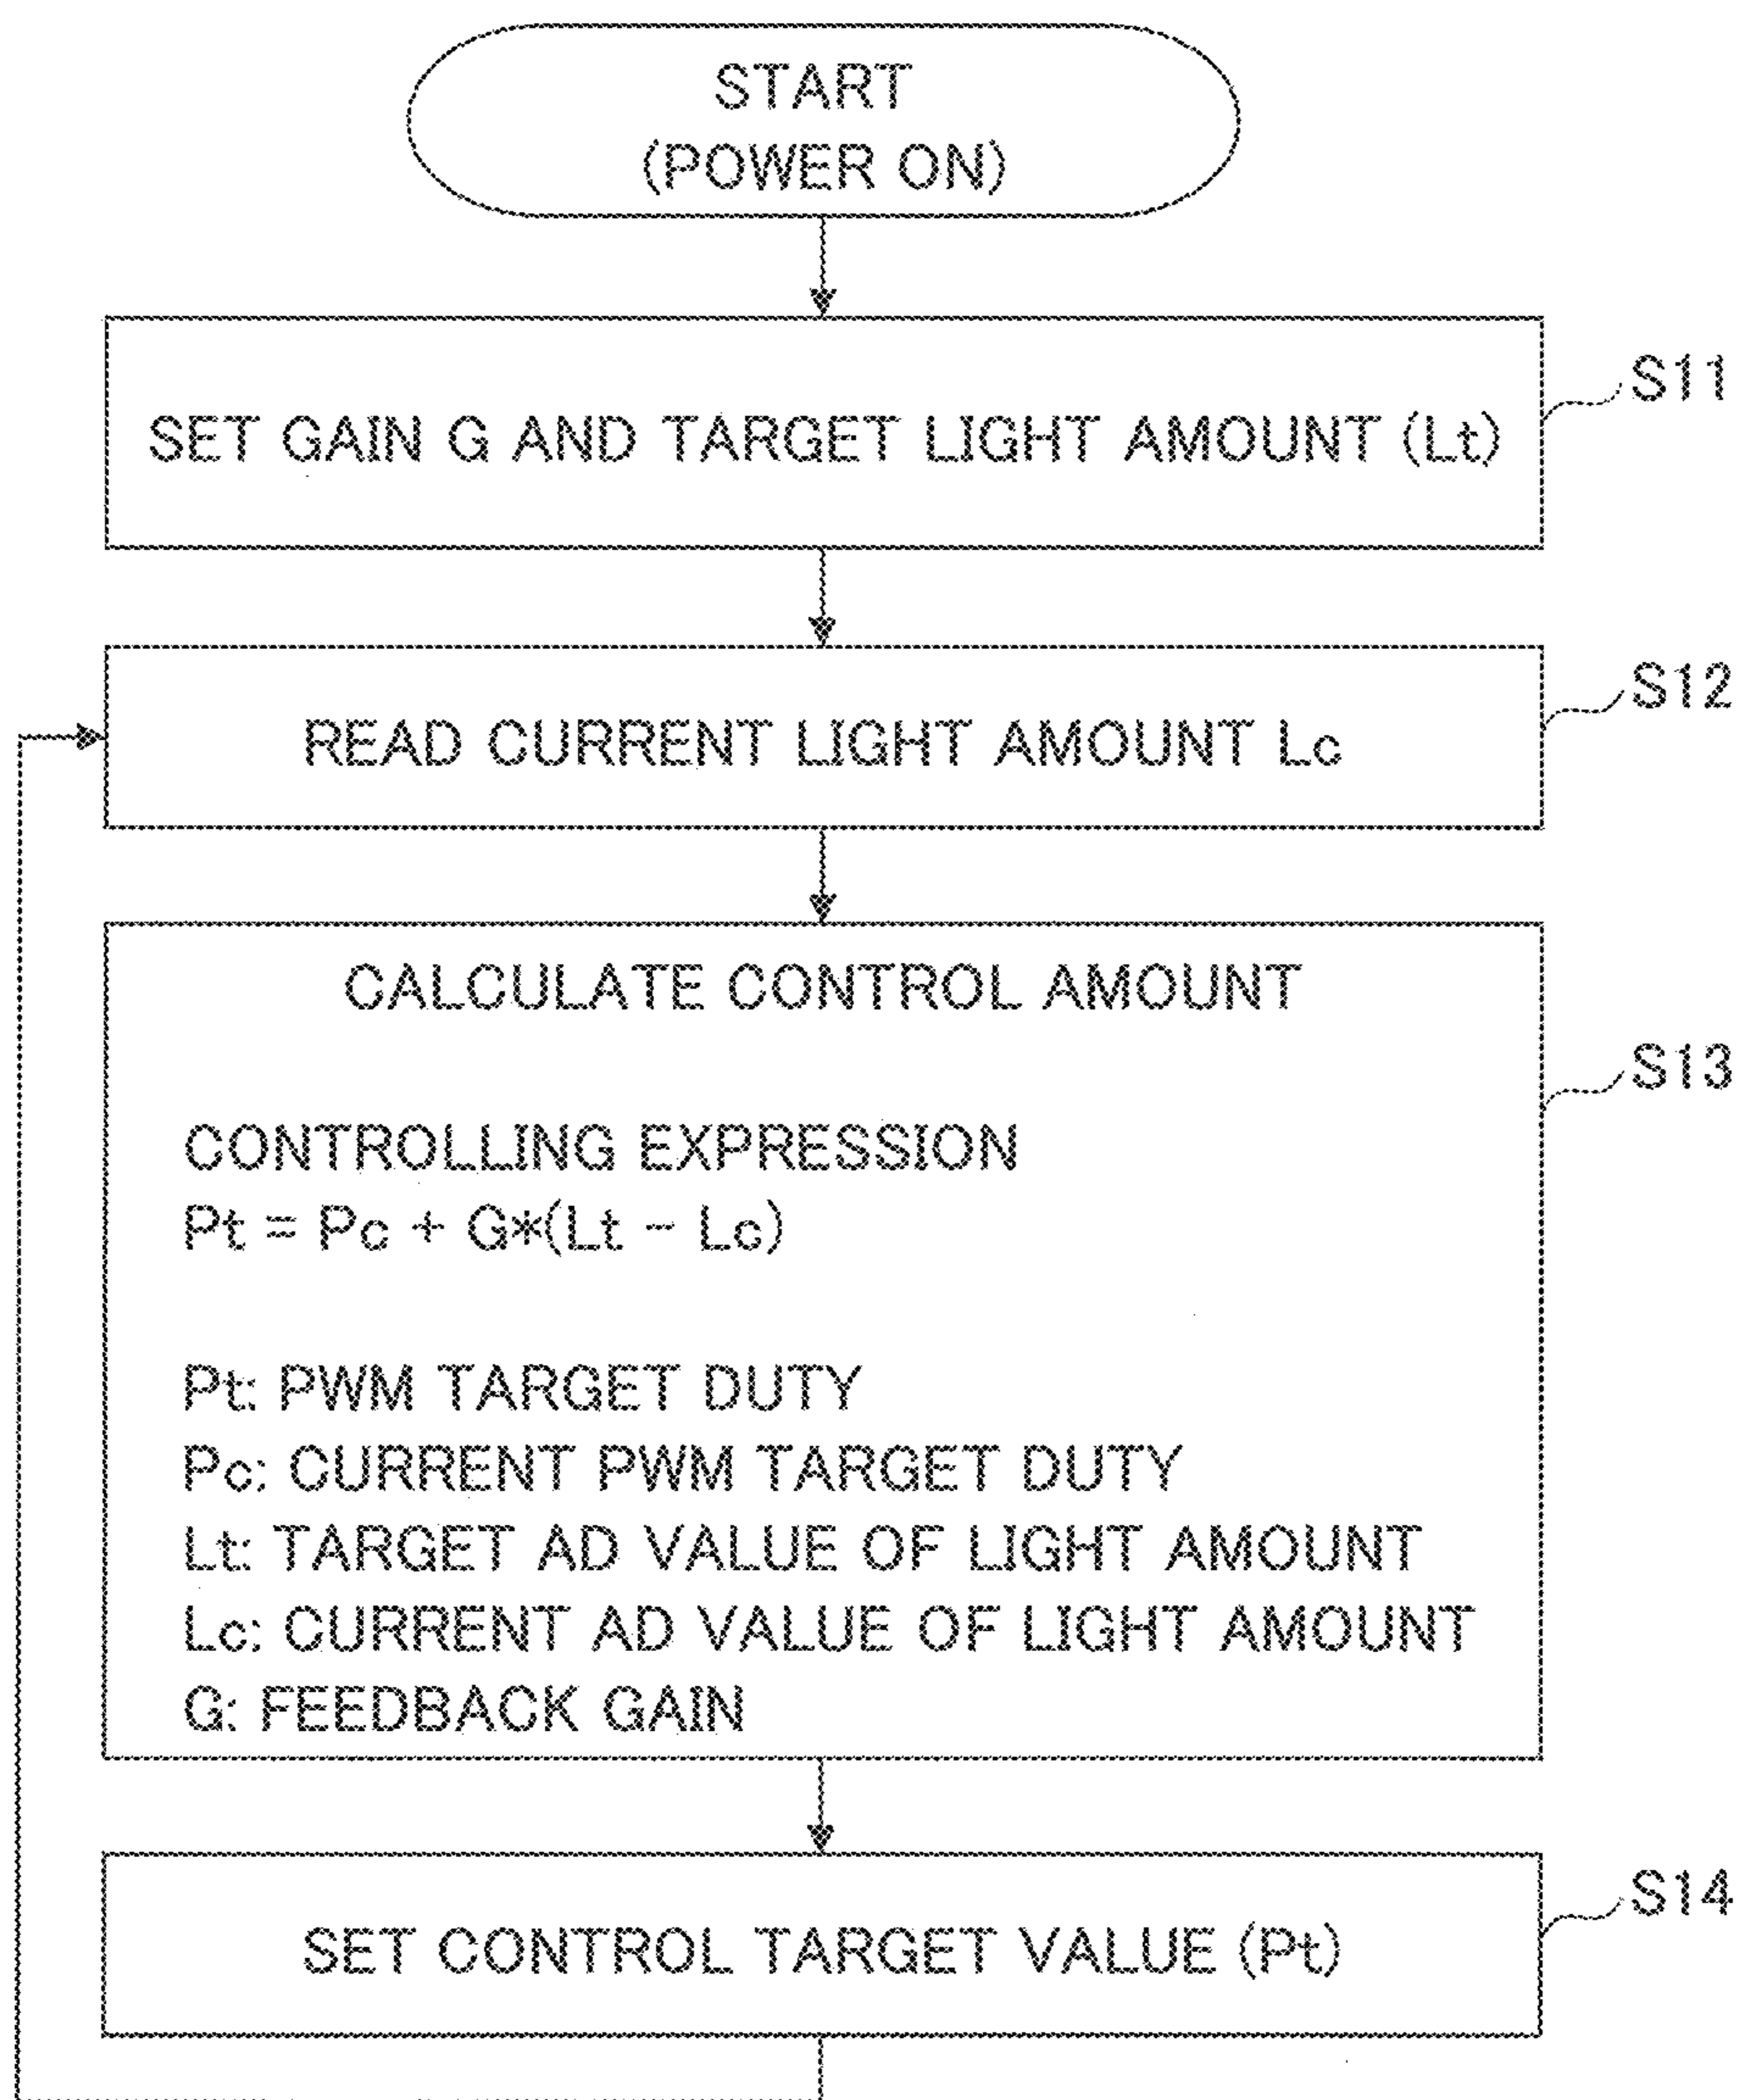 START
(POWER ON)
SET GAIN G AND TARGET LIGHT AMOUNT (Lt)
S11
READ CURRENT LIGHT AMOUNT Lc
S12
CALCULATE CONTROL AMOUNT
S13
CONTROLLING EXPRESSION
Pt = Pc + G*(Lt - Lc)
Pt: PWM TARGET DUTY
Pc: CURRENT PWM TARGET DUTY
Lt: TARGET AD VALUE OF LIGHT AMOUNT
Lc: CURRENT AD VALUE OF LIGHT AMOUNT
G: FEEDBACK GAIN
SET CONTROL TARGET VALUE (Pt)
S14